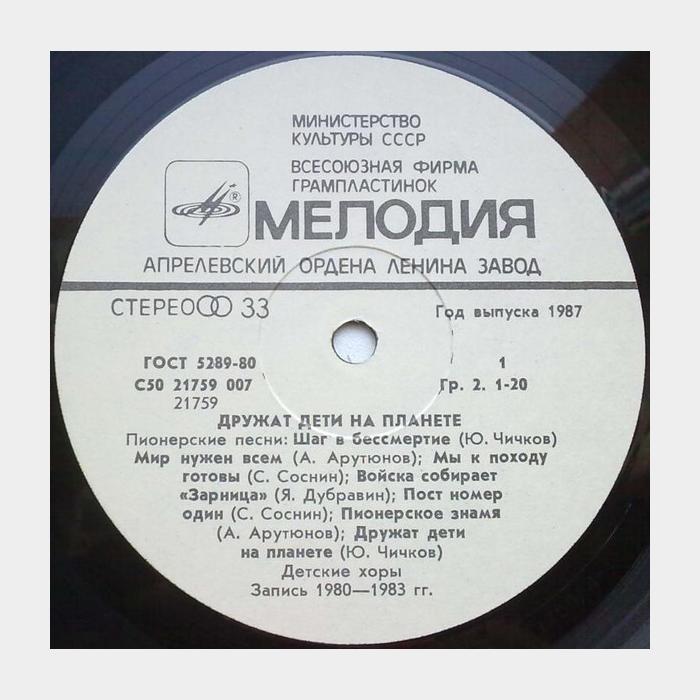 МИНИСТЕРСТВО
КУЛЬТУРЫ СССР
ВСЕСОЮЗНАЯ ФИРМА
ГРАМПЛАСТИНОК
®
МЕЛОДИЯ
АПРЕЛЕВСКИЙ ОРДЕНА ЛЕНИНА ЗАВОД
СТЕРЕО 33
Год выпуска 1987
ГОСТ 5289-80
1
С50 21759 007
Гр. 2. 1-20
21759
ДРУЖАТ ДЕТИ НА ПЛАНЕТЕ
Пионерские песни: Шаг в бессмертие (Ю. Чичков)
Мир нужен всем (А. Арутюнов); Мы к походу
готовы (С. Соснин); Войска собирает
«Зарница» (Я. Дубравин); Пост номер
один (С. Соснин); Пионерское знамя
(А. Арутюнов); Дружат дети
на планете (Ю. Чичков)
Детские хоры
Запись 1980—1983 гг.